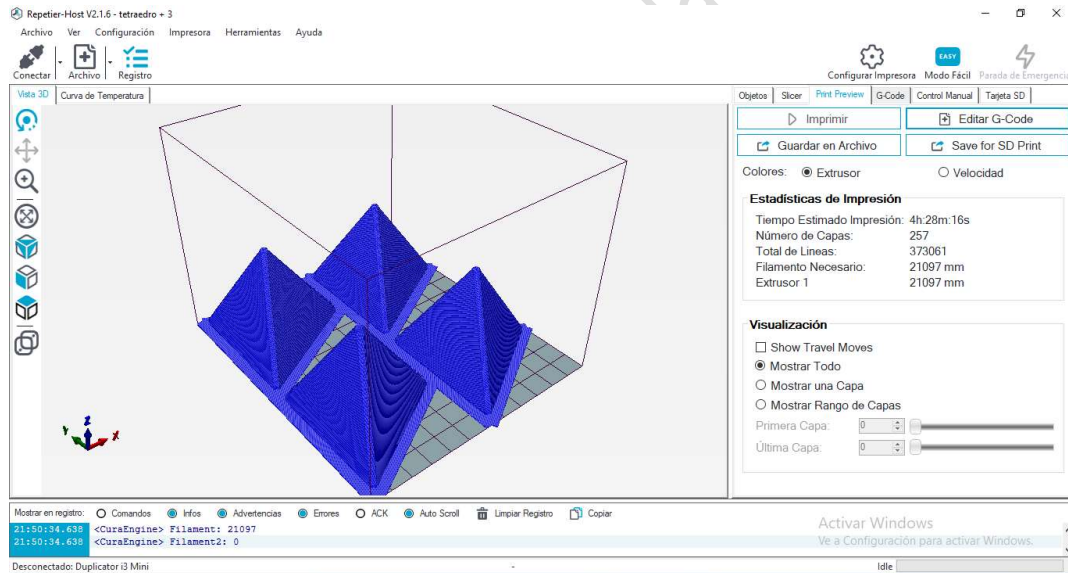 Repetier-Host V2.1.6 - tetraedro + 3
Archivo Ver Configuración Impresora Herramientas Ayuda
Conectar Archivo Registro Configurar Impresora Modo Fácil Parada de Emergencia
EASY
Vista 3D Curva de Temperatura
Objetos Slicer Print Preview G-Code Control Manual Tarjeta SD
Imprimir Editar G-Code
Guardar en Archivo Save for SD Print
Colores: Extrusor Velocidad
Estadísticas de Impresión
Tiempo Estimado Impresión: 4h:28m:16s
Número de Capas: 257
Total de Lineas: 373061
Filamento Necesario: 21097 mm
Extrusor 1 21097 mm
Visualización
Show Travel Moves
Mostrar Todo
Mostrar una Capa
Mostrar Rango de Capas
Primera Capa: 0
Última Capa: 0
z
y x
Mostrar en registro: Comandos Infos Advertencias Errores ACK Auto Scroll Limpiar Registro Copiar
21:50:34.638 <CuraEngine> Filament: 21097
21:50:34.638 <CuraEngine> Filament2: 0
Activar Windows
Ve a Configuración para activar Windows.
Desconectado: Duplicator i3 Mini - Idle